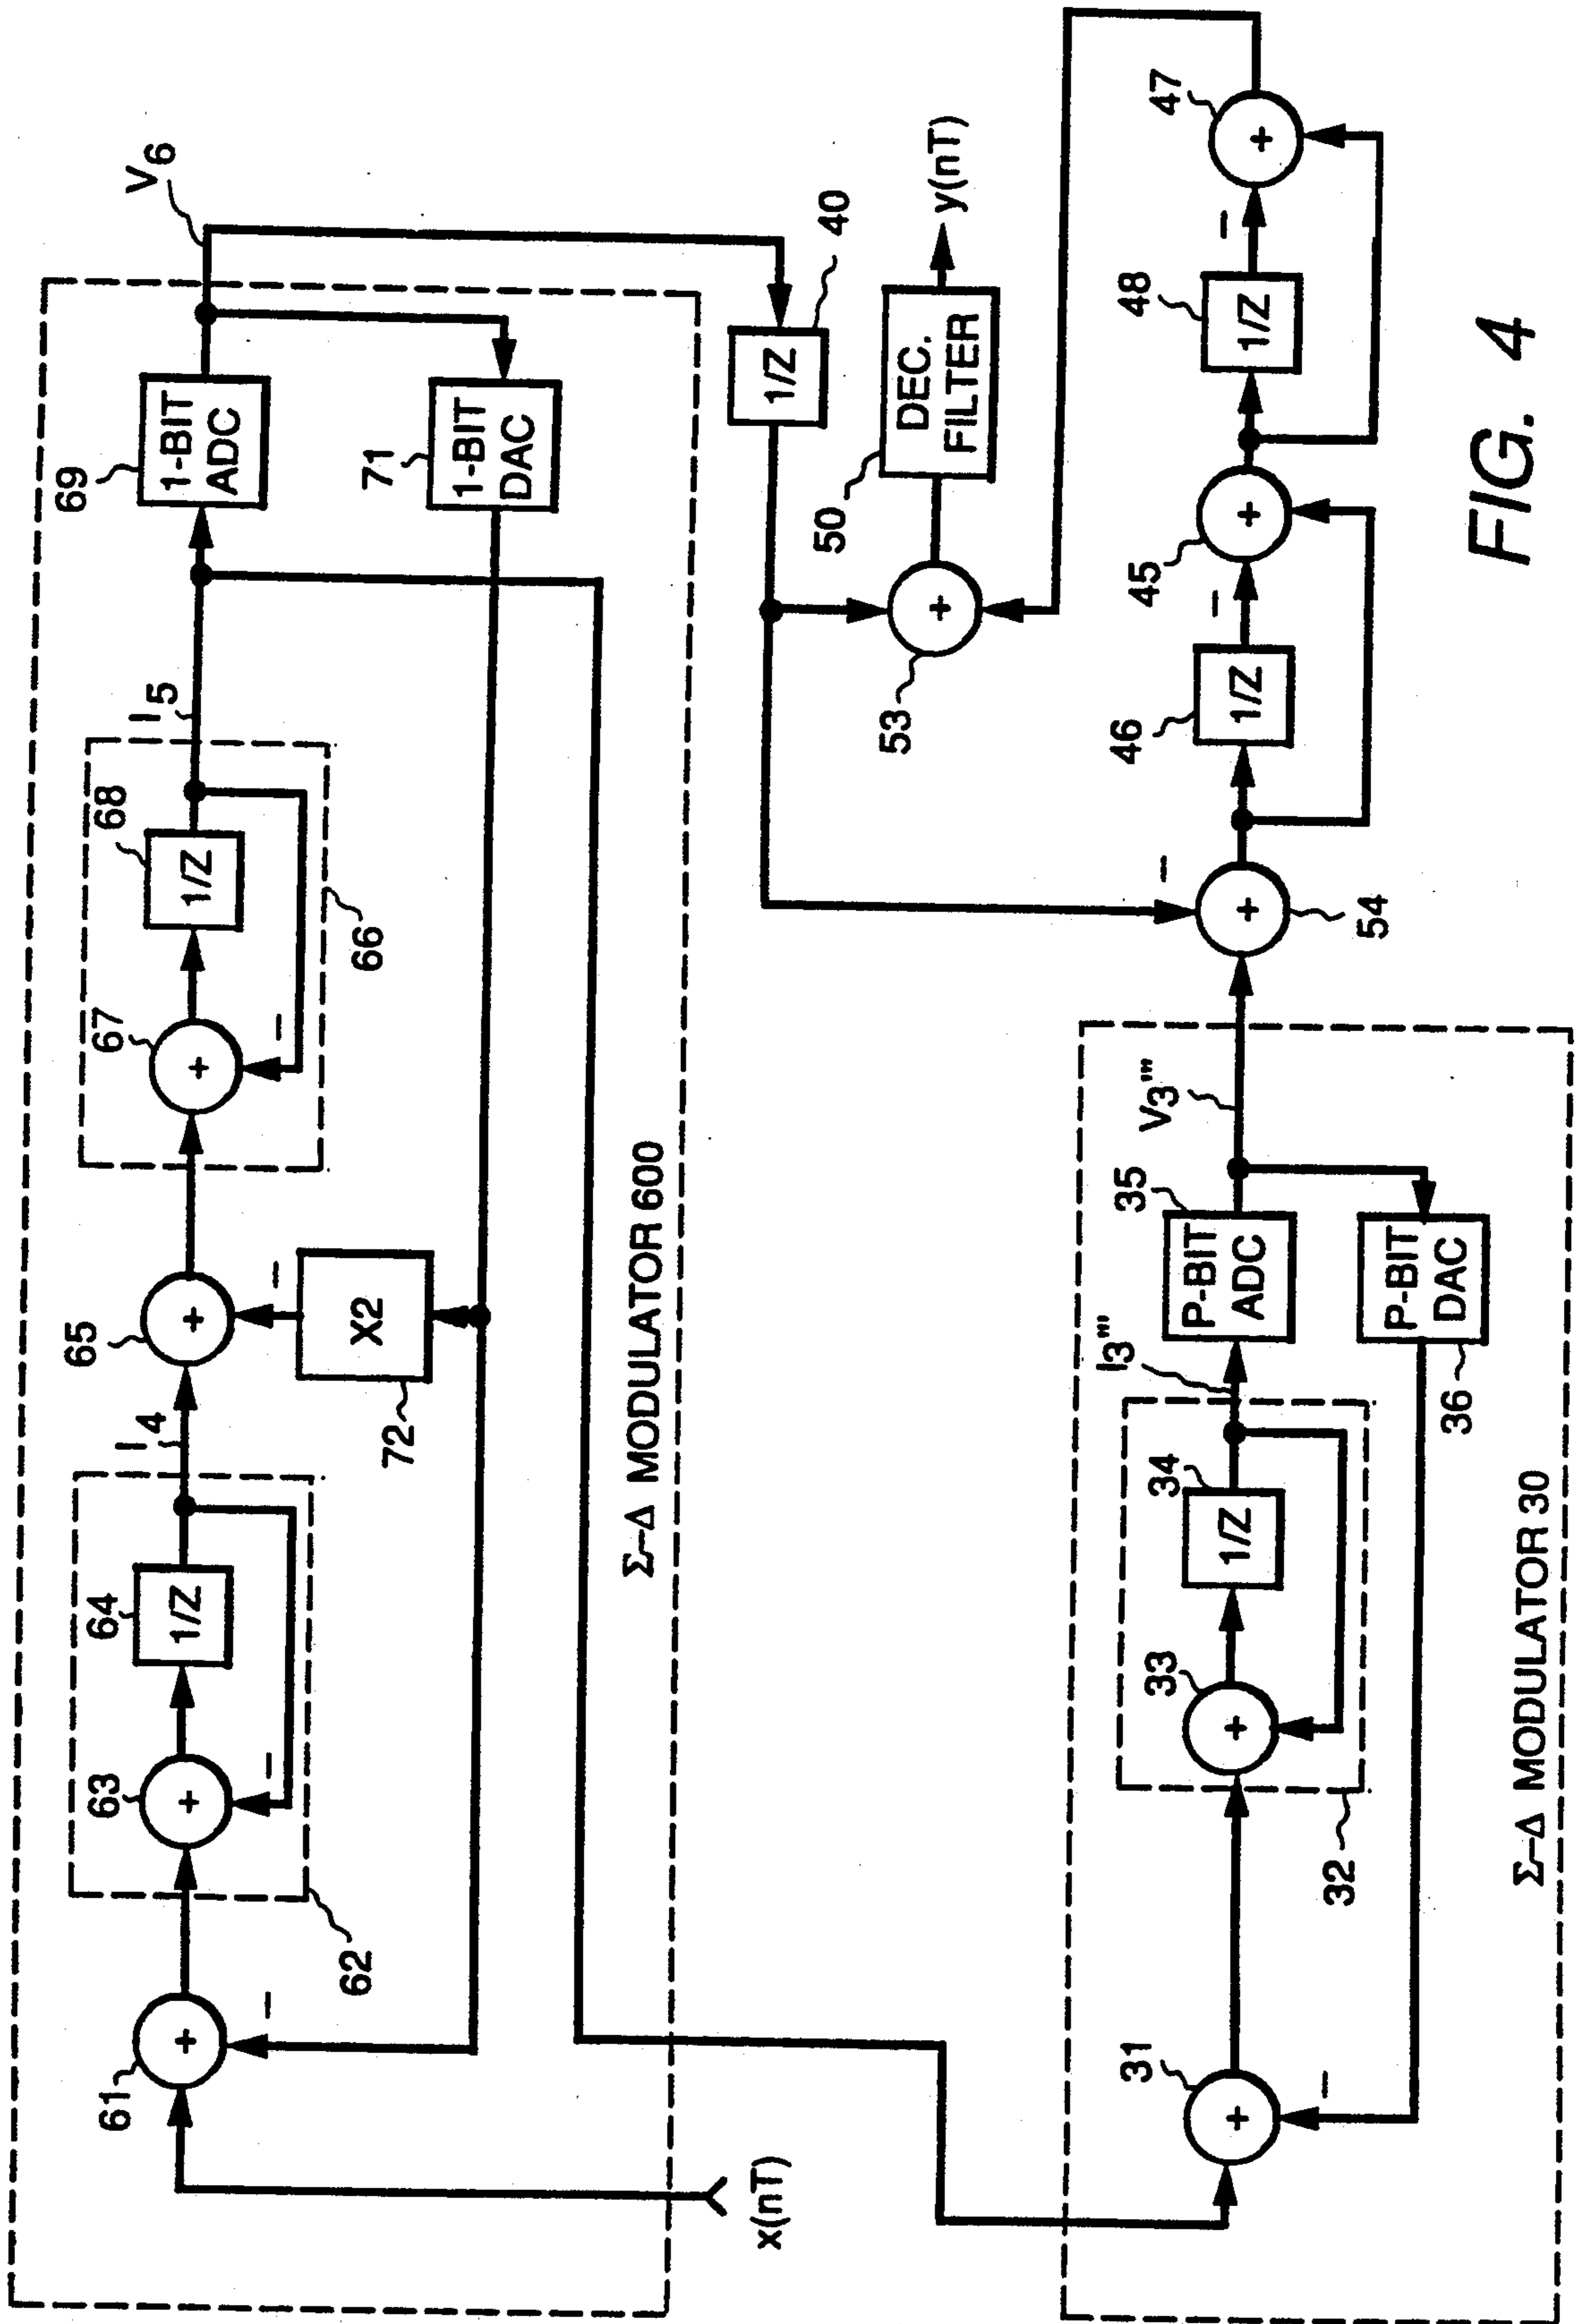 x(nT)
61
+
−
62
63
+
−
64
1/Z
I4
65
+
−
X2
72
66
67
+
−
68
1/Z
I5
69
1-BIT
ADC
71
1-BIT
DAC
V6
Σ–Δ MODULATOR 600
1/Z
40
DEC.
FILTER
50
y(nT)
+
53
31
+
−
32
33
+
34
1/Z
I3'''
35
P-BIT
ADC
P-BIT
DAC
36
V3'''
Σ–Δ MODULATOR 30
−
+
54
46
1/Z
−
45
+
48
1/Z
−
47
+
FIG. 4